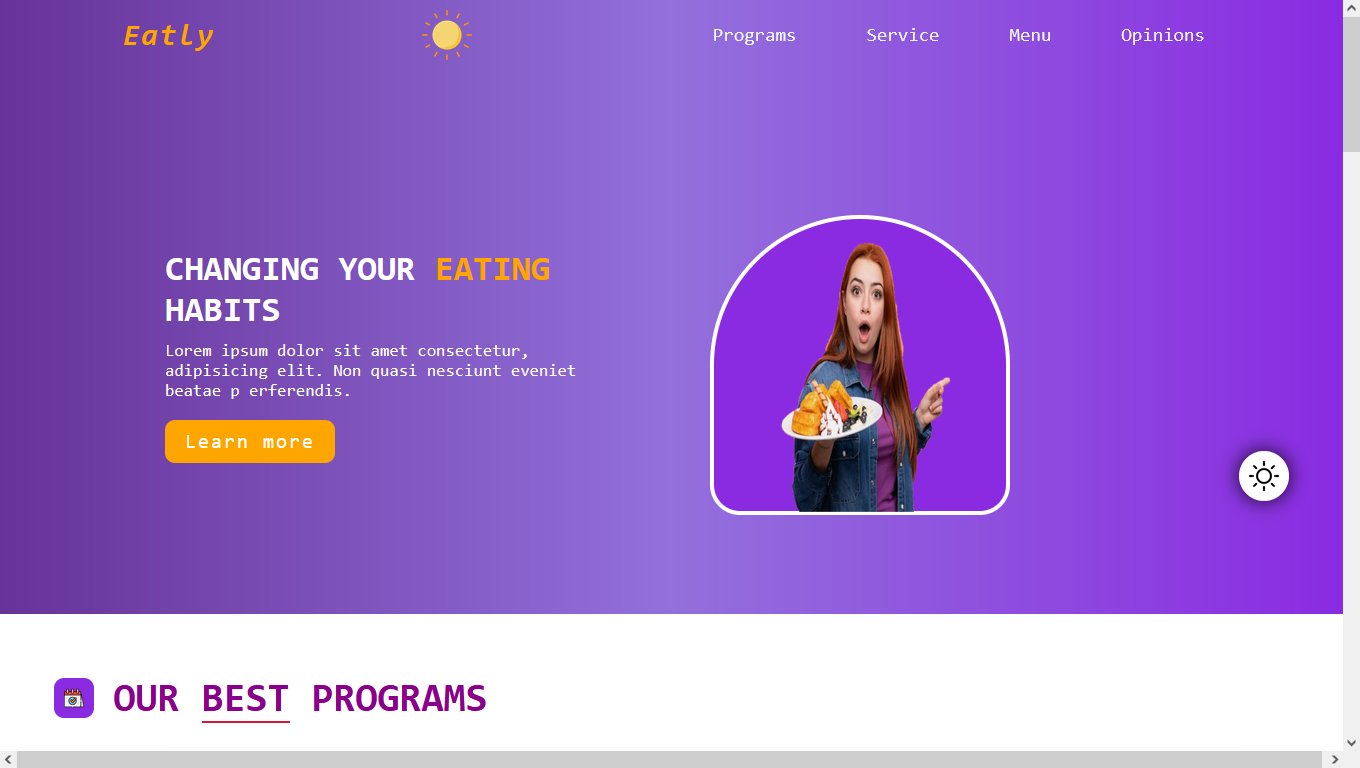 Eatly
Programs
Service
Menu
Opinions
CHANGING YOUR EATING
HABITS
Lorem ipsum dolor sit amet consectetur,
adipisicing elit. Non quasi nesciunt eveniet
beatae p erferendis.
Learn more
OUR BEST PROGRAMS